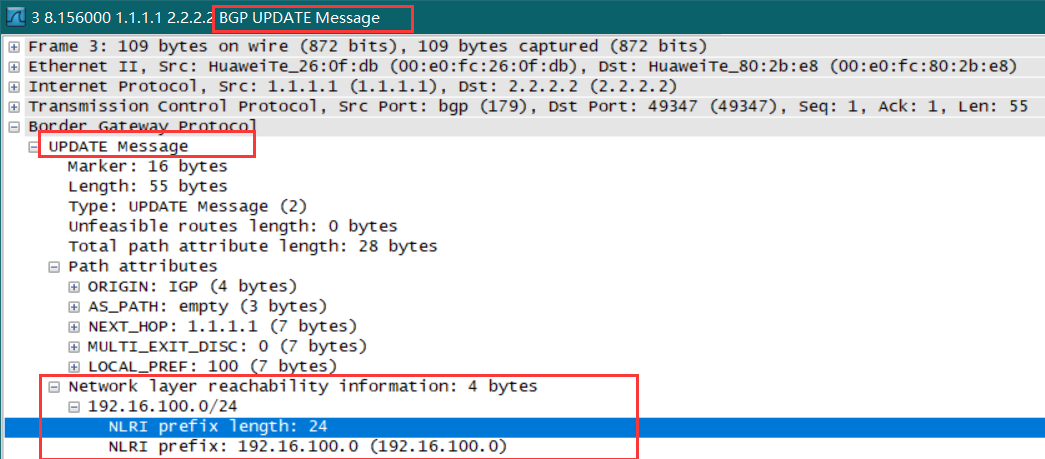 3 8.156000 1.1.1.1 2.2.2.2 BGP UPDATE Message
Frame 3: 109 bytes on wire (872 bits), 109 bytes captured (872 bits)
Ethernet II, Src: HuaweiTe_26:0f:db (00:e0:fc:26:0f:db), Dst: HuaweiTe_80:2b:e8 (00:e0:fc:80:2b:e8)
Internet Protocol, Src: 1.1.1.1 (1.1.1.1), Dst: 2.2.2.2 (2.2.2.2)
Transmission Control Protocol, Src Port: bgp (179), Dst Port: 49347 (49347), Seq: 1, Ack: 1, Len: 55
Border Gateway Protocol
UPDATE Message
Marker: 16 bytes
Length: 55 bytes
Type: UPDATE Message (2)
Unfeasible routes length: 0 bytes
Total path attribute length: 28 bytes
Path attributes
ORIGIN: IGP (4 bytes)
AS_PATH: empty (3 bytes)
NEXT_HOP: 1.1.1.1 (7 bytes)
MULTI_EXIT_DISC: 0 (7 bytes)
LOCAL_PREF: 100 (7 bytes)
Network layer reachability information: 4 bytes
192.16.100.0/24
NLRI prefix length: 24
NLRI prefix: 192.16.100.0 (192.16.100.0)